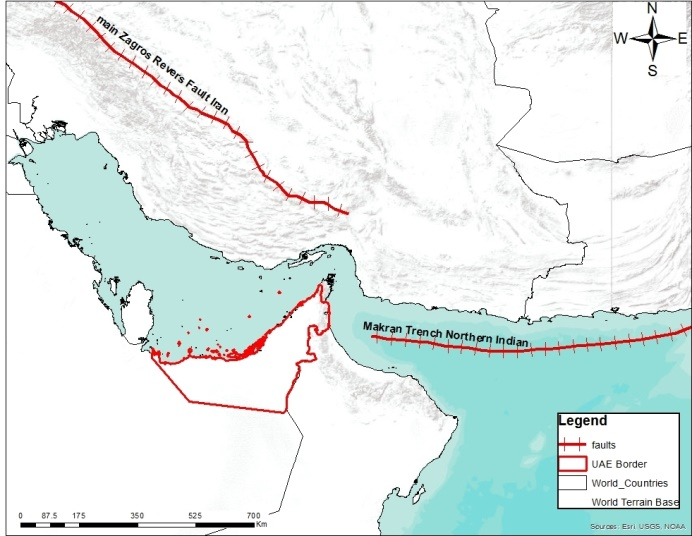 N
W E
S
main Zagros Revers Fault Iran
Makran Trench Northern Indian
Legend
faults
UAE Border
World_Countries
World Terrain Base
0 87.5 175 350 525 700
Km
Sources: Esri, USGS, NOAA